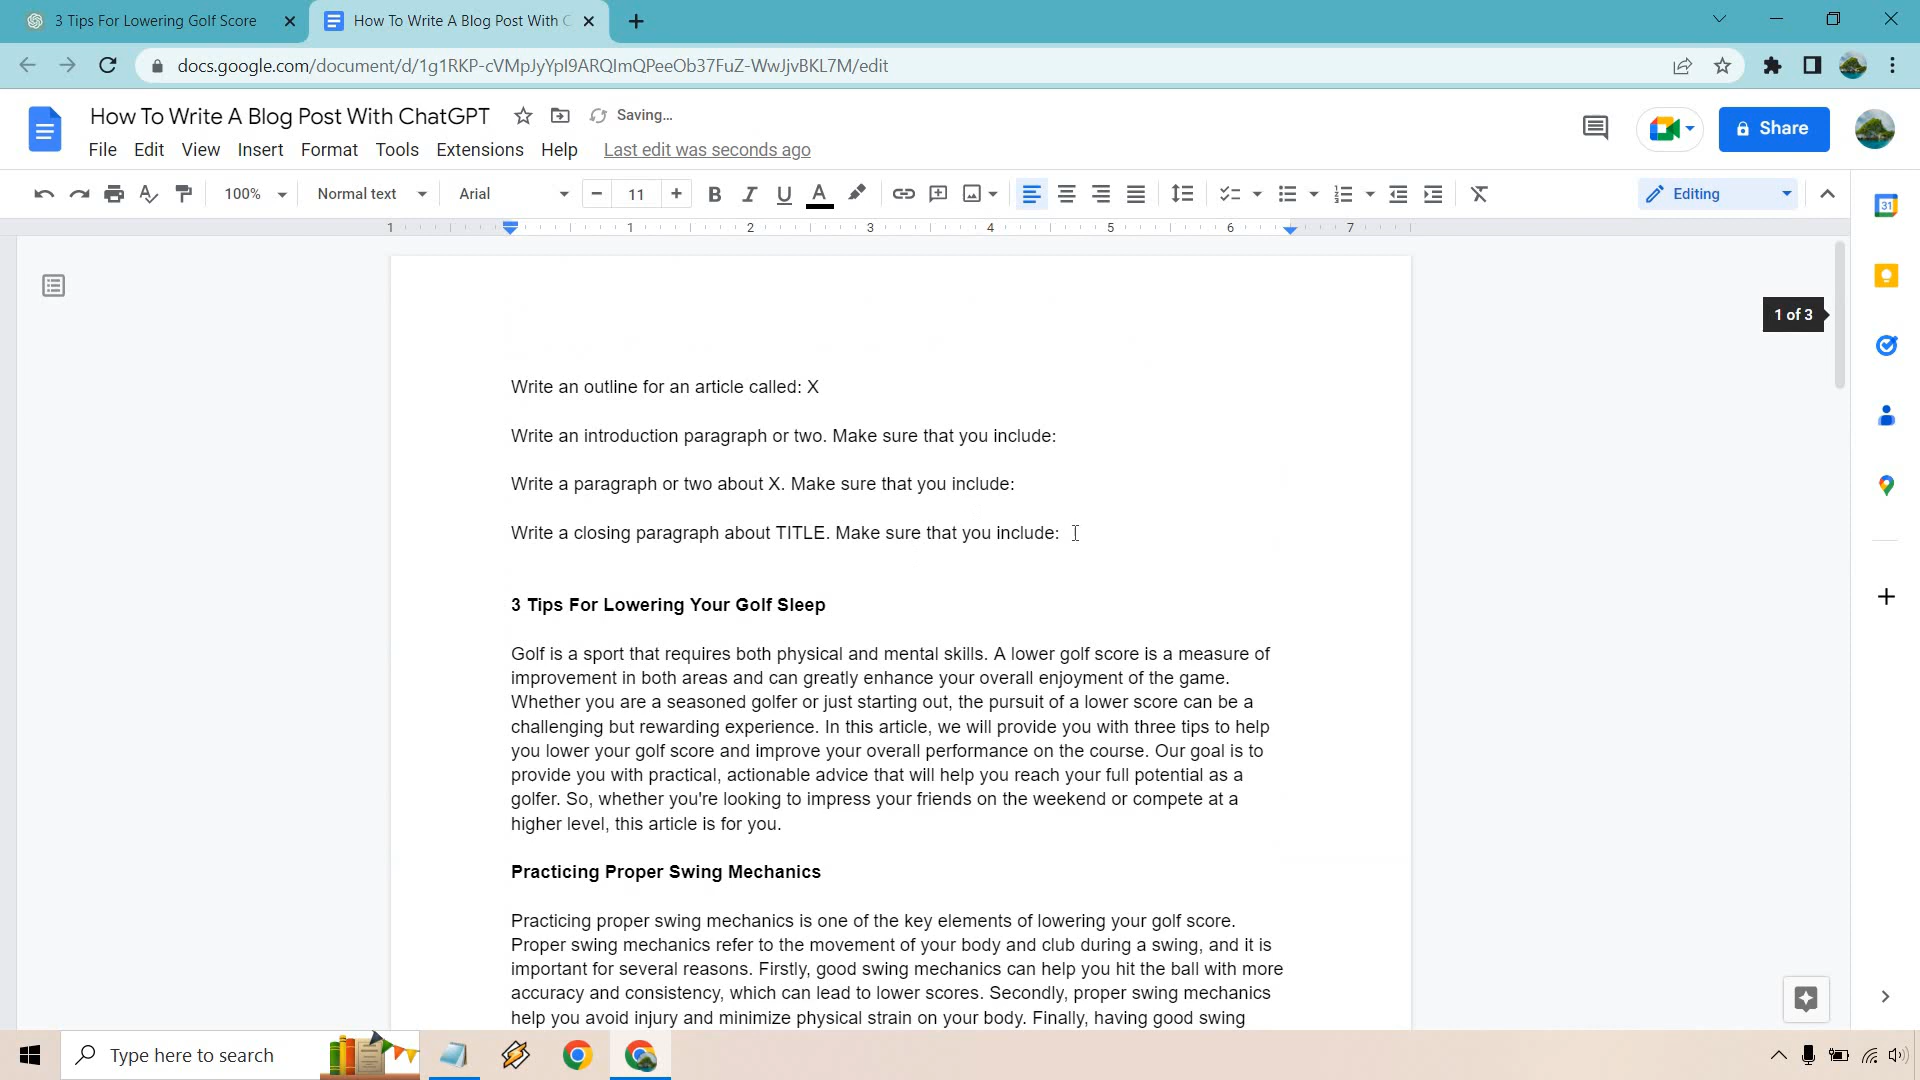 3 Tips For Lowering Golf Score
How To Write A Blog Post With C
docs.google.com/document/d/1g1RKP-cVMpJyYpI9ARQImQPeeOb37FuZ-WwJjvBKL7M/edit
How To Write A Blog Post With ChatGPT
Saving...
Share
File Edit View Insert Format Tools Extensions Help Last edit was seconds ago
100% Normal text Arial 11 B I U A Editing
1 1 2 3 4 5 6 7
31
1 of 3
Write an outline for an article called: X
Write an introduction paragraph or two. Make sure that you include:
Write a paragraph or two about X. Make sure that you include:
Write a closing paragraph about TITLE. Make sure that you include:
3 Tips For Lowering Your Golf Sleep
Golf is a sport that requires both physical and mental skills. A lower golf score is a measure of
improvement in both areas and can greatly enhance your overall enjoyment of the game.
Whether you are a seasoned golfer or just starting out, the pursuit of a lower score can be a
challenging but rewarding experience. In this article, we will provide you with three tips to help
you lower your golf score and improve your overall performance on the course. Our goal is to
provide you with practical, actionable advice that will help you reach your full potential as a
golfer. So, whether you're looking to impress your friends on the weekend or compete at a
higher level, this article is for you.
Practicing Proper Swing Mechanics
Practicing proper swing mechanics is one of the key elements of lowering your golf score.
Proper swing mechanics refer to the movement of your body and club during a swing, and it is
important for several reasons. Firstly, good swing mechanics can help you hit the ball with more
accuracy and consistency, which can lead to lower scores. Secondly, proper swing mechanics
help you avoid injury and minimize physical strain on your body. Finally, having good swing
Type here to search